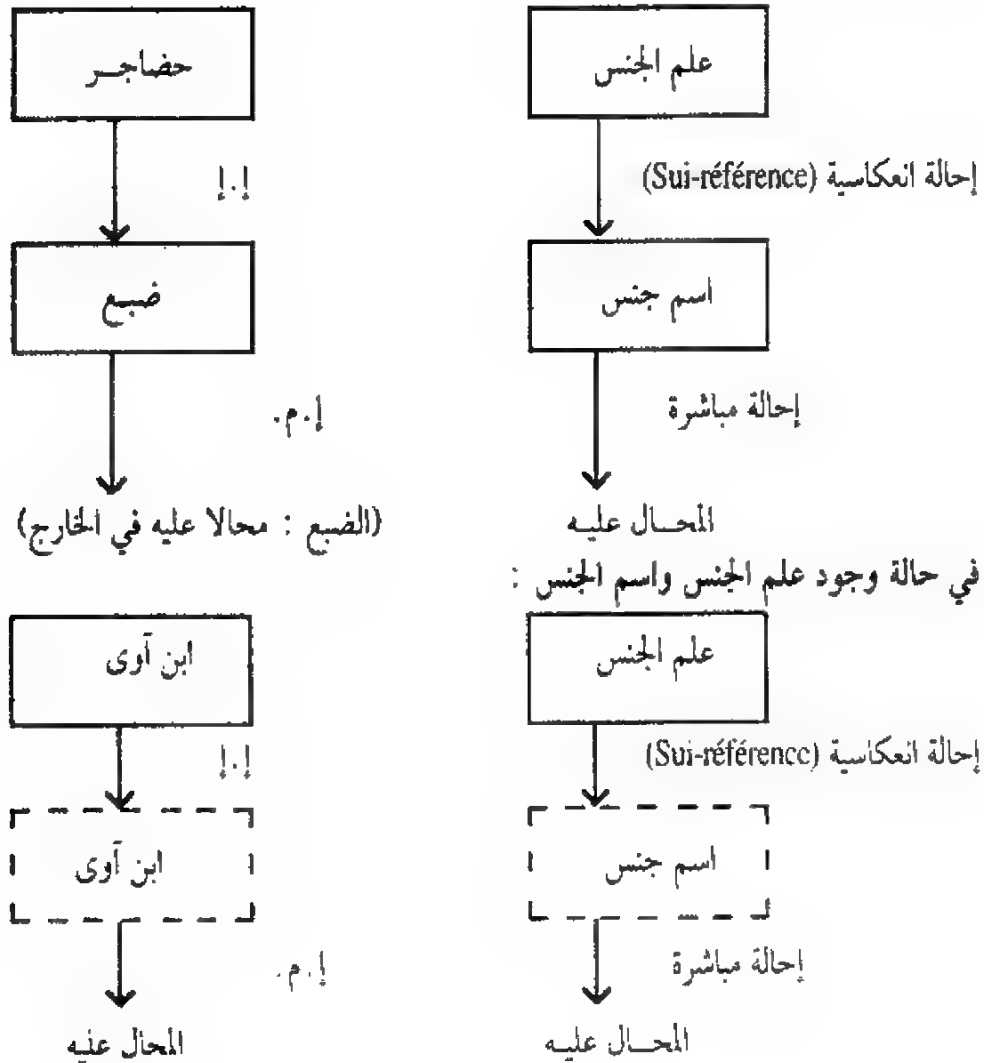 علم الجنس
حضاجر
إحالة انعكاسية (Sui-référence)
إ.إ
اسم جنس
ضبع
إحالة مباشرة
إ.م.
المحال عليه
(الضبع : محالا عليه في الخارج)
في حالة وجود علم الجنس واسم الجنس :
علم الجنس
ابن آوى
إحالة انعكاسية (Sui-référence)
إ.إ
اسم جنس
ابن آوى
إحالة مباشرة
إ.م.
المحال عليه
المحال عليه